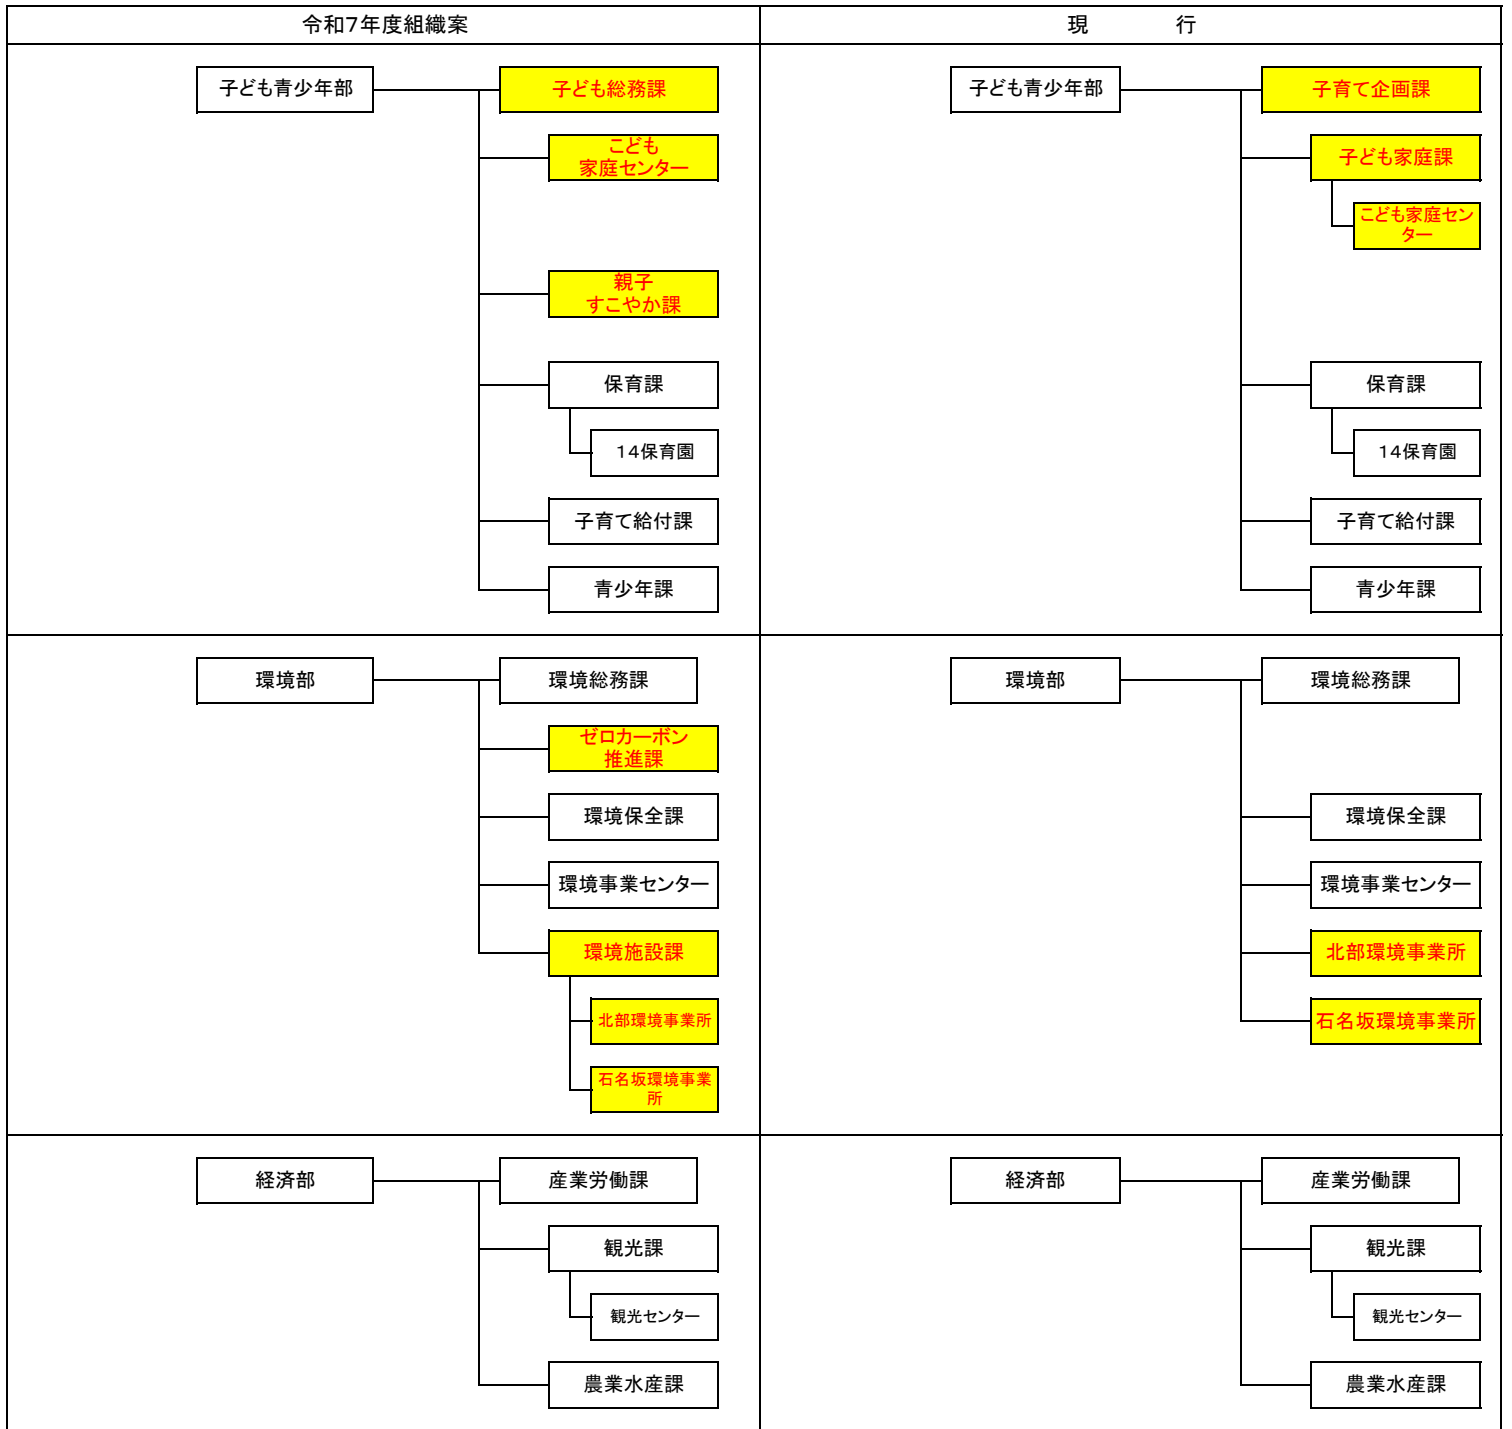 令和7年度組織案
現 行
子ども青少年部
子ども総務課
こども
家庭センター
親子
すこやか課
保育課
14保育園
子育て給付課
青少年課
子ども青少年部
子育て企画課
子ども家庭課
こども家庭セン
ター
保育課
14保育園
子育て給付課
青少年課
環境部
環境総務課
ゼロカーボン
推進課
環境保全課
環境事業センター
環境施設課
北部環境事業所
石名坂環境事業
所
環境部
環境総務課
環境保全課
環境事業センター
北部環境事業所
石名坂環境事業所
経済部
産業労働課
観光課
観光センター
農業水産課
経済部
産業労働課
観光課
観光センター
農業水産課